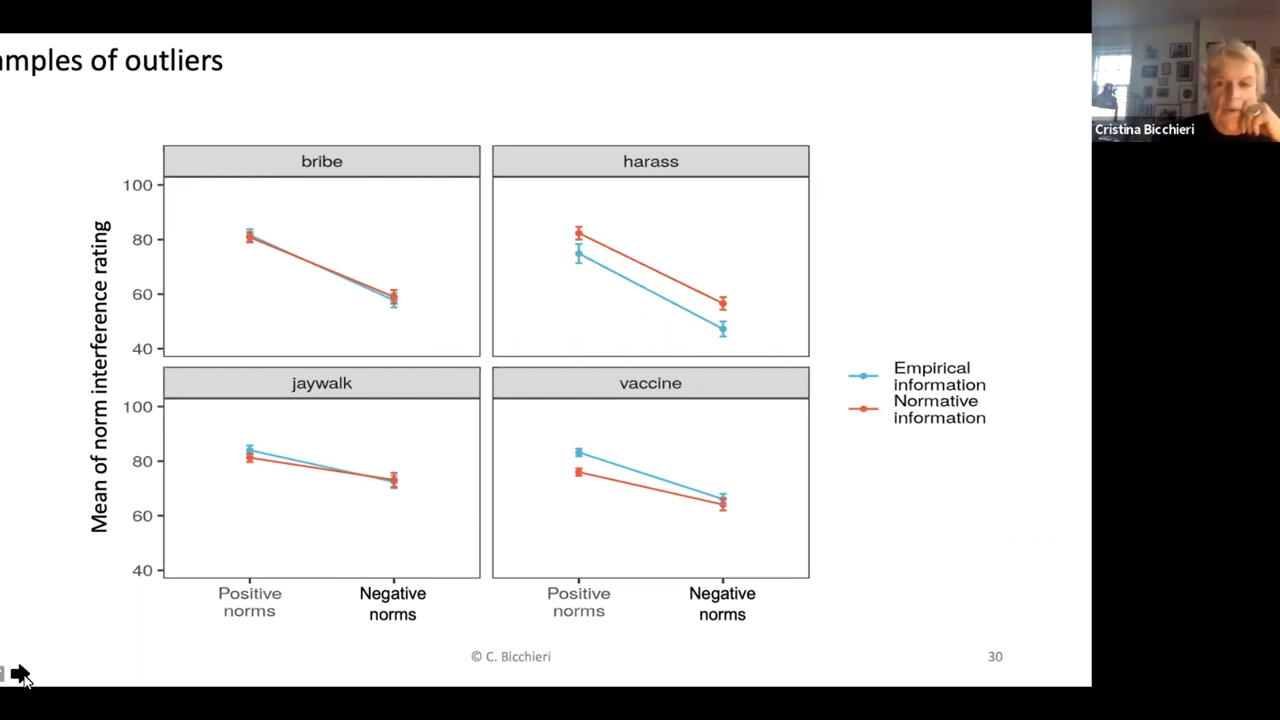 amples of outliers
Cristina Bicchieri
bribe
harass
100
80
60
40
jaywalk
vaccine
100
80
60
40
Mean of norm interference rating
Positive
norms
Negative
norms
Positive
norms
Negative
norms
Empirical
information
Normative
information
© C. Bicchieri
30